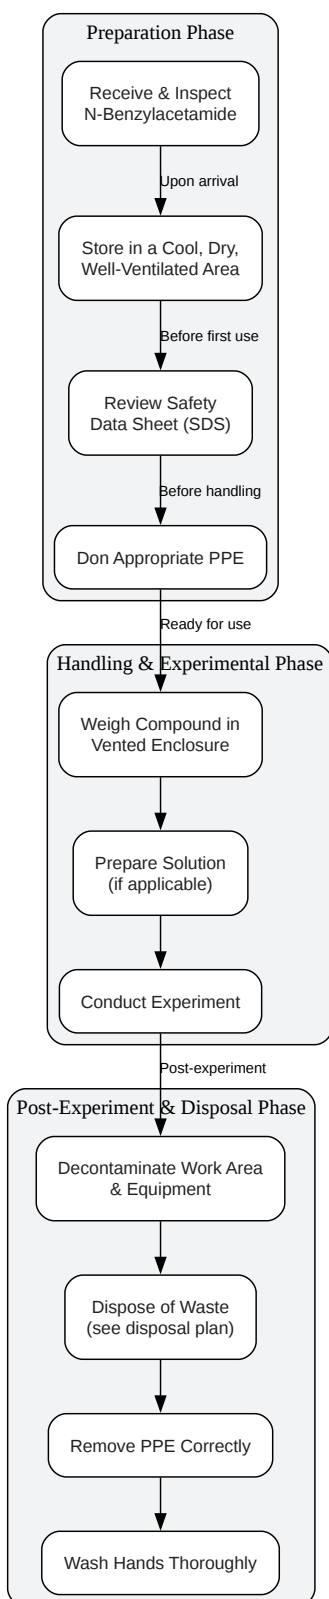 Preparation Phase
Receive & Inspect
N-Benzylacetamide
Upon arrival
Store in a Cool, Dry,
Well-Ventilated Area
Before first use
Review Safety
Data Sheet (SDS)
Before handling
Don Appropriate PPE
Ready for use
Handling & Experimental Phase
Weigh Compound in
Vented Enclosure
Prepare Solution
(if applicable)
Conduct Experiment
Post-experiment
Post-Experiment & Disposal Phase
Decontaminate Work Area
& Equipment
Dispose of Waste
(see disposal plan)
Remove PPE Correctly
Wash Hands Thoroughly